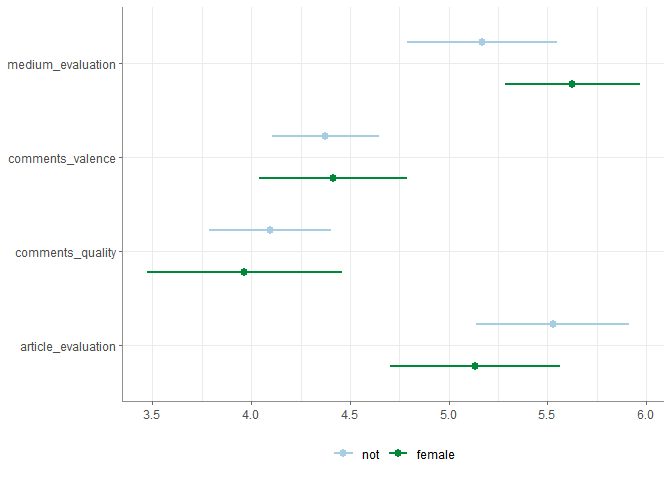 medium_evaluation
comments_valence
comments_quality
article_evaluation
3.5 4.0 4.5 5.0 5.5 6.0
not female